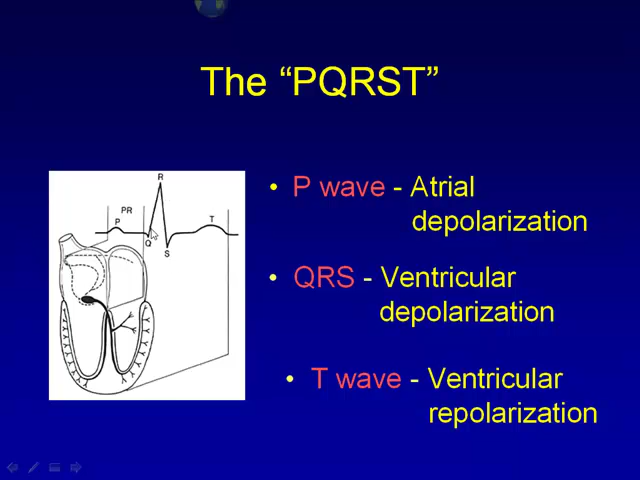 The “PQRST”
• P wave - Atrial
depolarization
• QRS - Ventricular
depolarization
• T wave - Ventricular
repolarization
R
PR
P
T
Q
S